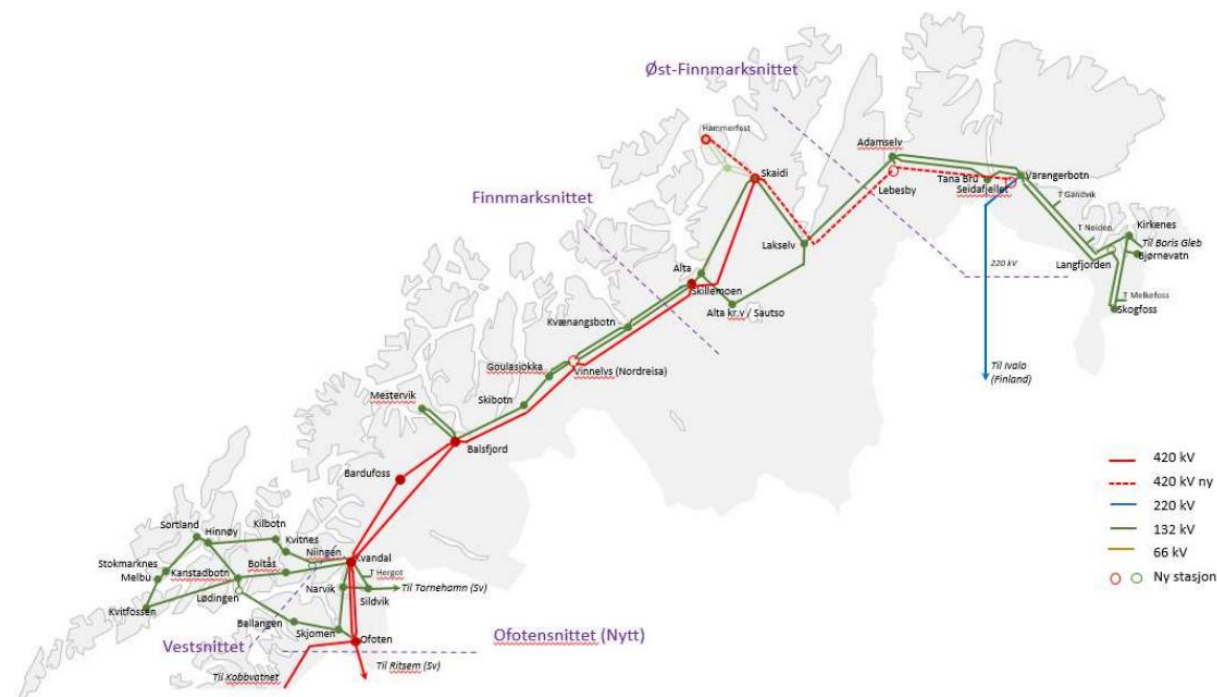 Øst-Finnmarksnittet
Hammerfest
Adamselv
Skaidi
Varangerbotn
Tana Bru
Seidafjellet
Lebesby
T Gandvik
Finnmarksnittet
Kirkenes
T Neiden
Til Boris Gleb
Lakselv
Bjørnevatn
Alta
220 kV
Langfjorden
Skillemoen
T Melkefoss
Alta kr.v / Sautso
Skogfoss
Kvænangsbotn
Goulasjokka
Vinnelys (Nordreisa)
Til Ivalo
(Finland)
Mestervik
Skibotn
Balsfjord
420 kV
Bardufoss
420 kV ny
220 kV
Sortland
Kilbotn
Hinnøy
132 kV
Kvitnes
Niingen
66 kV
Kvandal
Stokmarknes
Boltås
Ny stasjon
Melbu
Kanstadbotn
T Hergot
Til Tornehamn (Sv)
Narvik
Sildvik
Lødingen
Kvitfossen
Ballangen
Skjomen
Ofoten
Ofotensnittet (Nytt)
Vestsnittet
Til Ritsem (Sv)
Til Kobbvatnet